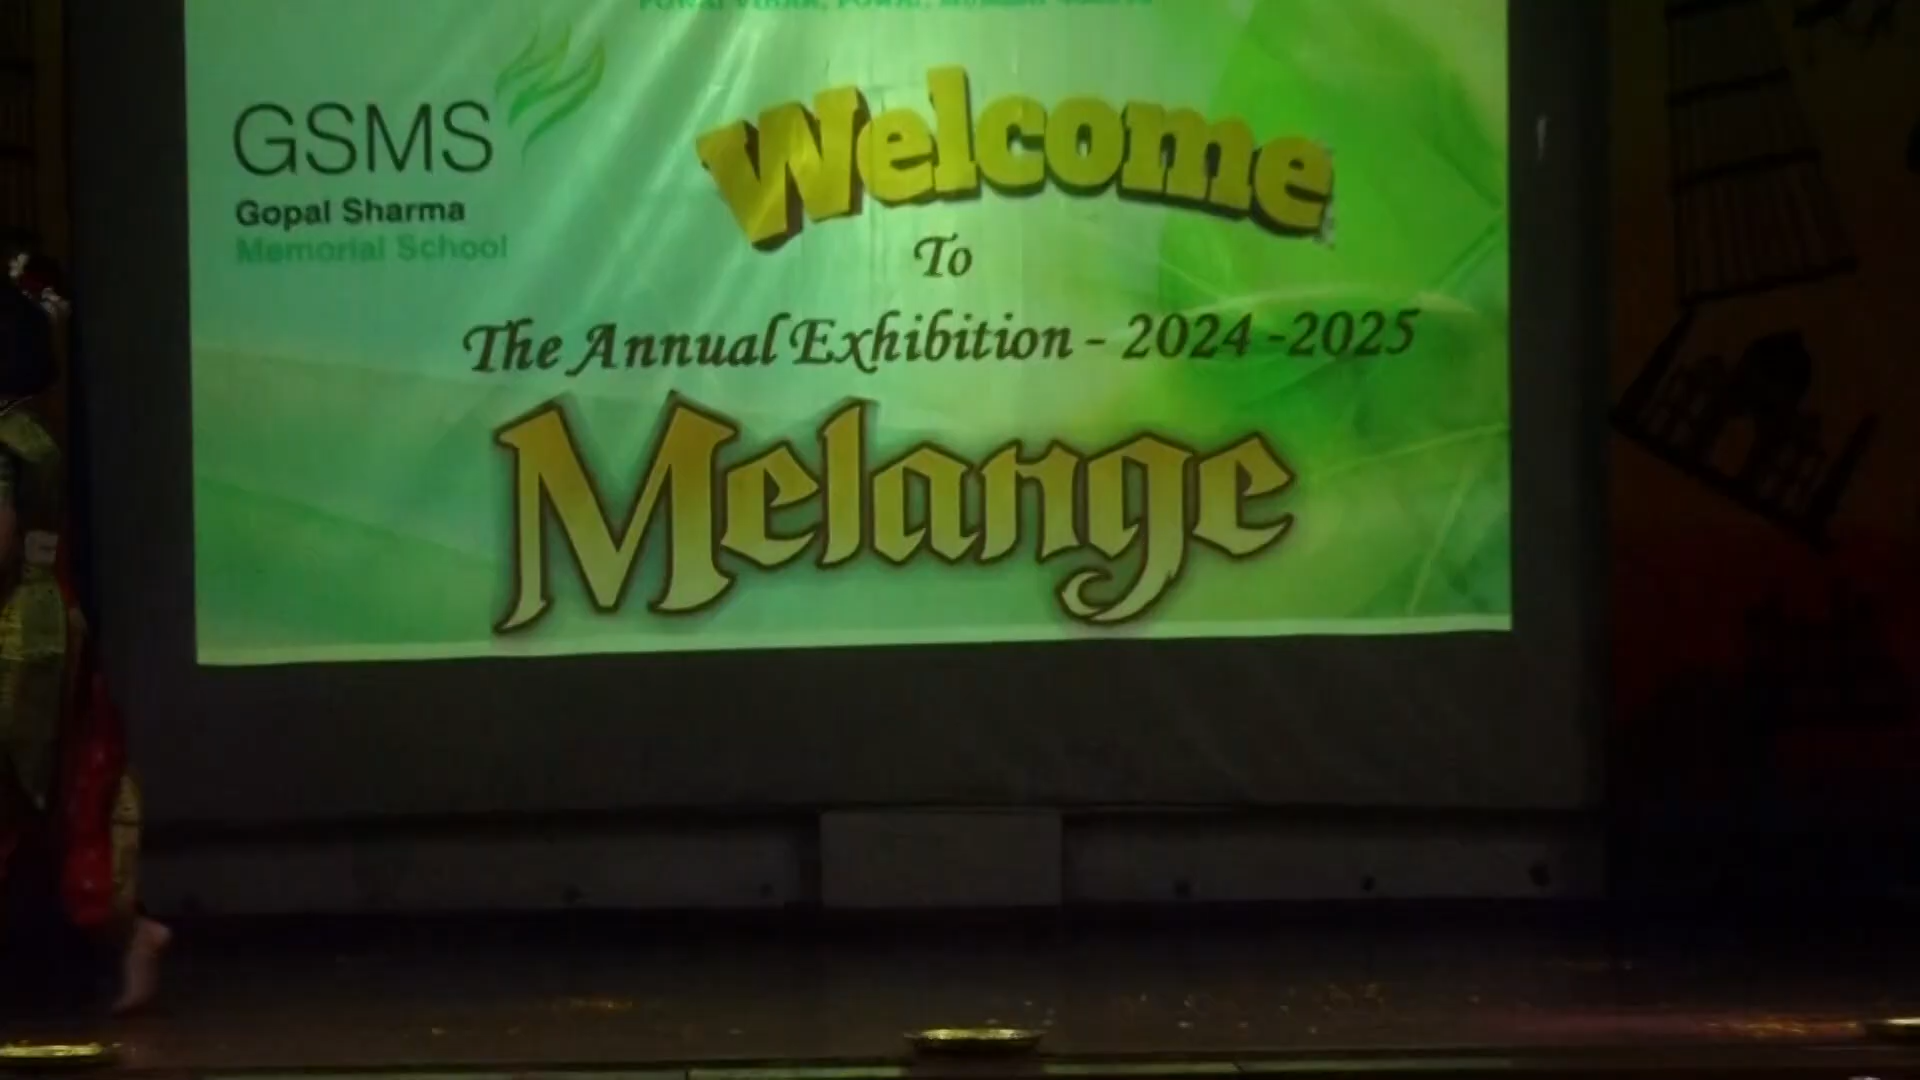 GSMS
Gopal Sharma
Memorial School
Welcome
To
The Annual Exhibition - 2024 -2025
Melange